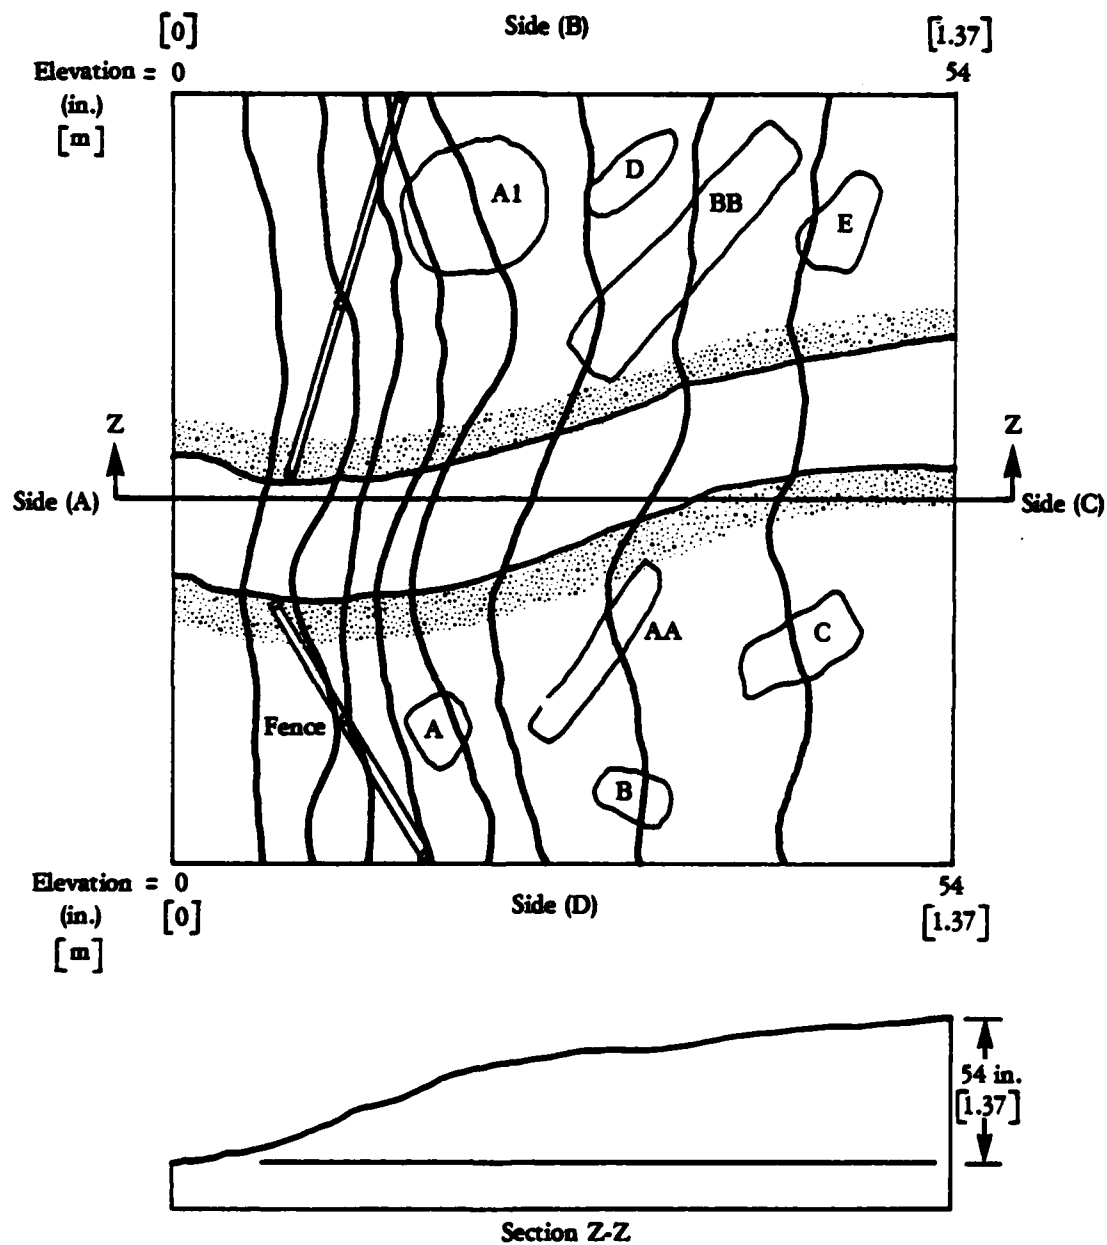 [0] Side (B) [1.37]
Elevation = 0 54
(in.)
[m]
A1 D BB E
Z Z
Side (A) Side (C)
AA C
Fence A
B
Elevation = 0 54
(in.) [0] Side (D) [1.37]
[m]
54 in.
[1.37]
Section Z-Z